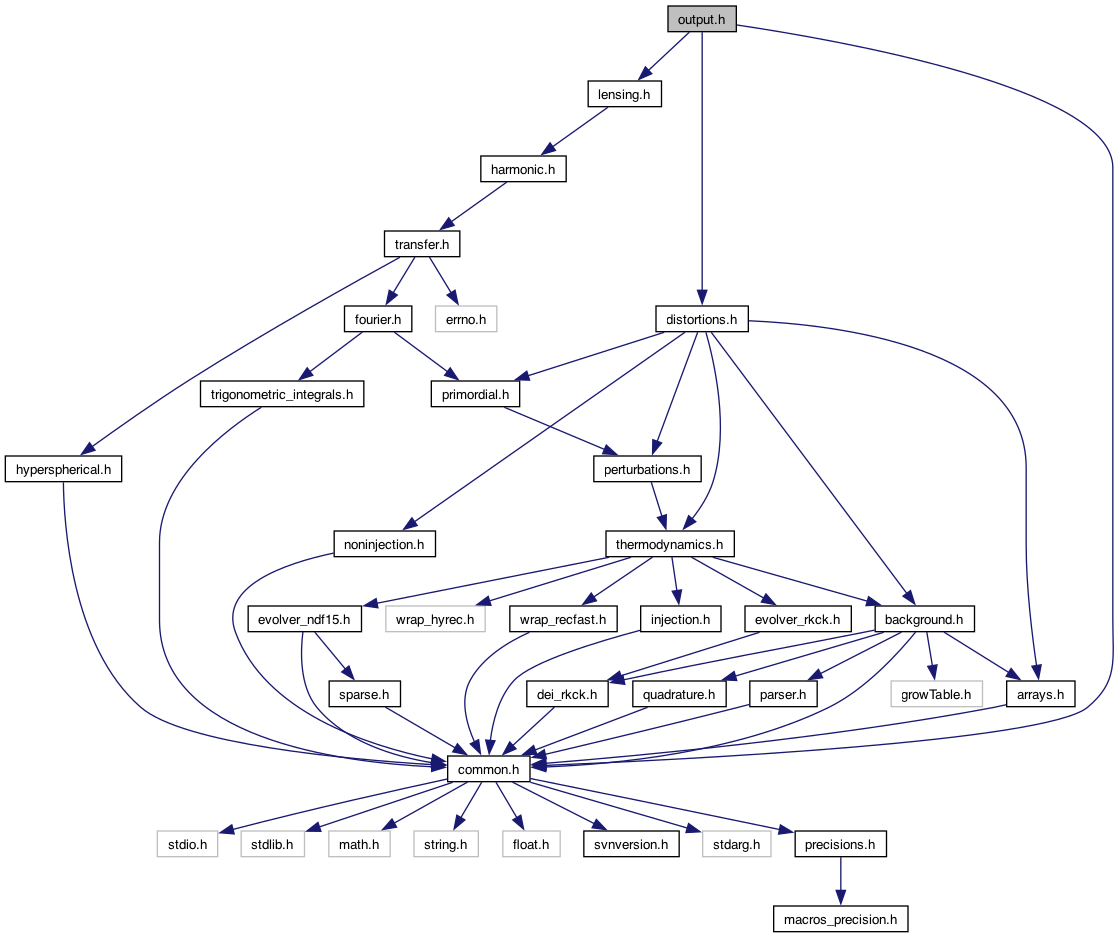 output.h
lensing.h
harmonic.h
transfer.h
fourier.h
errno.h
distortions.h
trigonometric_integrals.h
primordial.h
hyperspherical.h
perturbations.h
noninjection.h
thermodynamics.h
evolver_ndf15.h
wrap_hyrec.h
wrap_recfast.h
injection.h
evolver_rkck.h
background.h
sparse.h
dei_rkck.h
quadrature.h
parser.h
growTable.h
arrays.h
common.h
stdio.h
stdlib.h
math.h
string.h
float.h
svnversion.h
stdarg.h
precisions.h
macros_precision.h